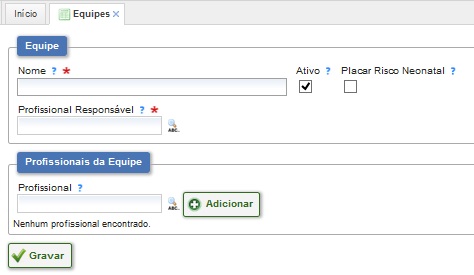 Início Equipes
Equipe
Nome ? * Ativo ? Placar Risco Neonatal ?
Profissional Responsável ? *
ABC
Profissionais da Equipe
Profissional ?
ABC Adicionar
Nenhum profissional encontrado.
Gravar